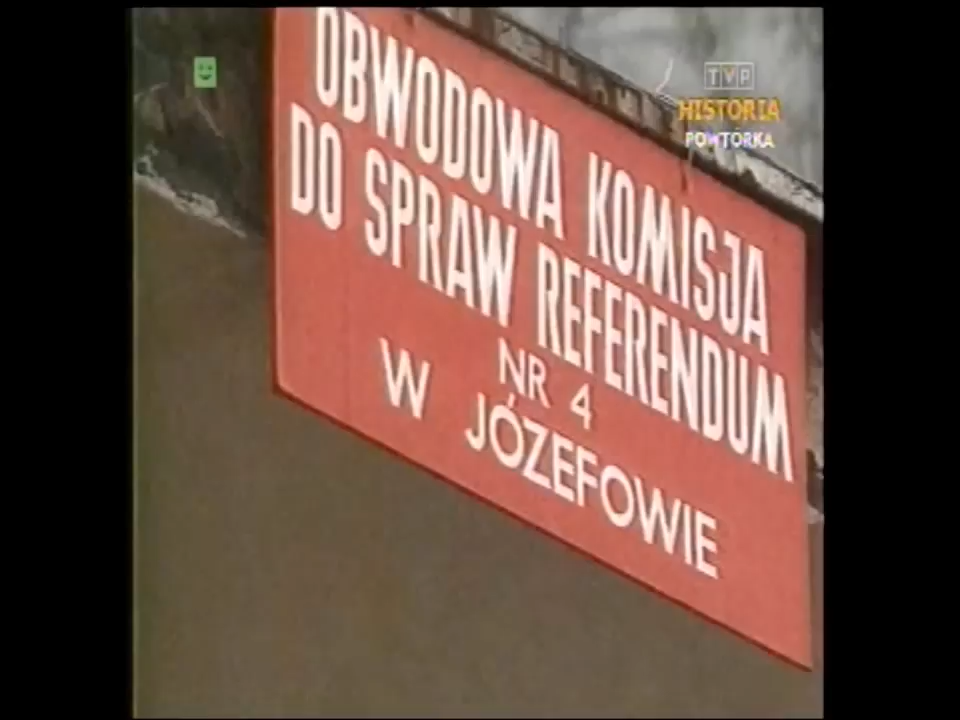 TVP
HISTORIA
POWTÓRKA
OBWODOWA KOMISJA
DO SPRAW REFERENDUM
NR 4
W JÓZEFOWIE